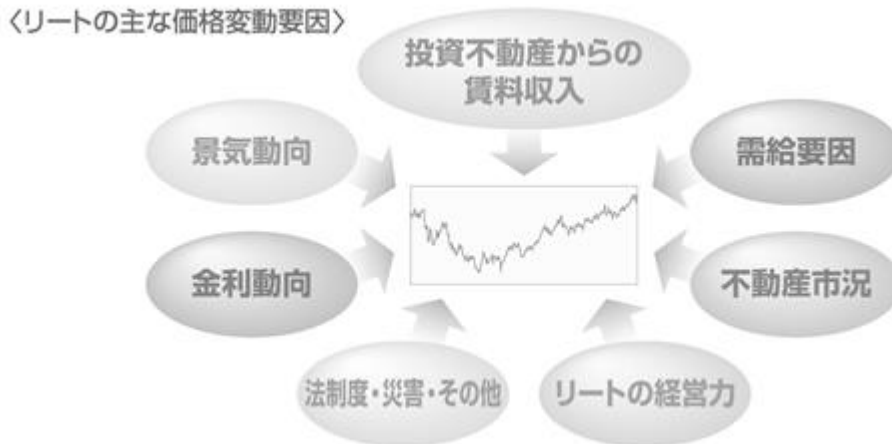 〈リートの主な価格変動要因〉
投資不動産からの
賃料収入
景気動向
需給要因
金利動向
不動産市況
法制度・災害・その他
リートの経営力